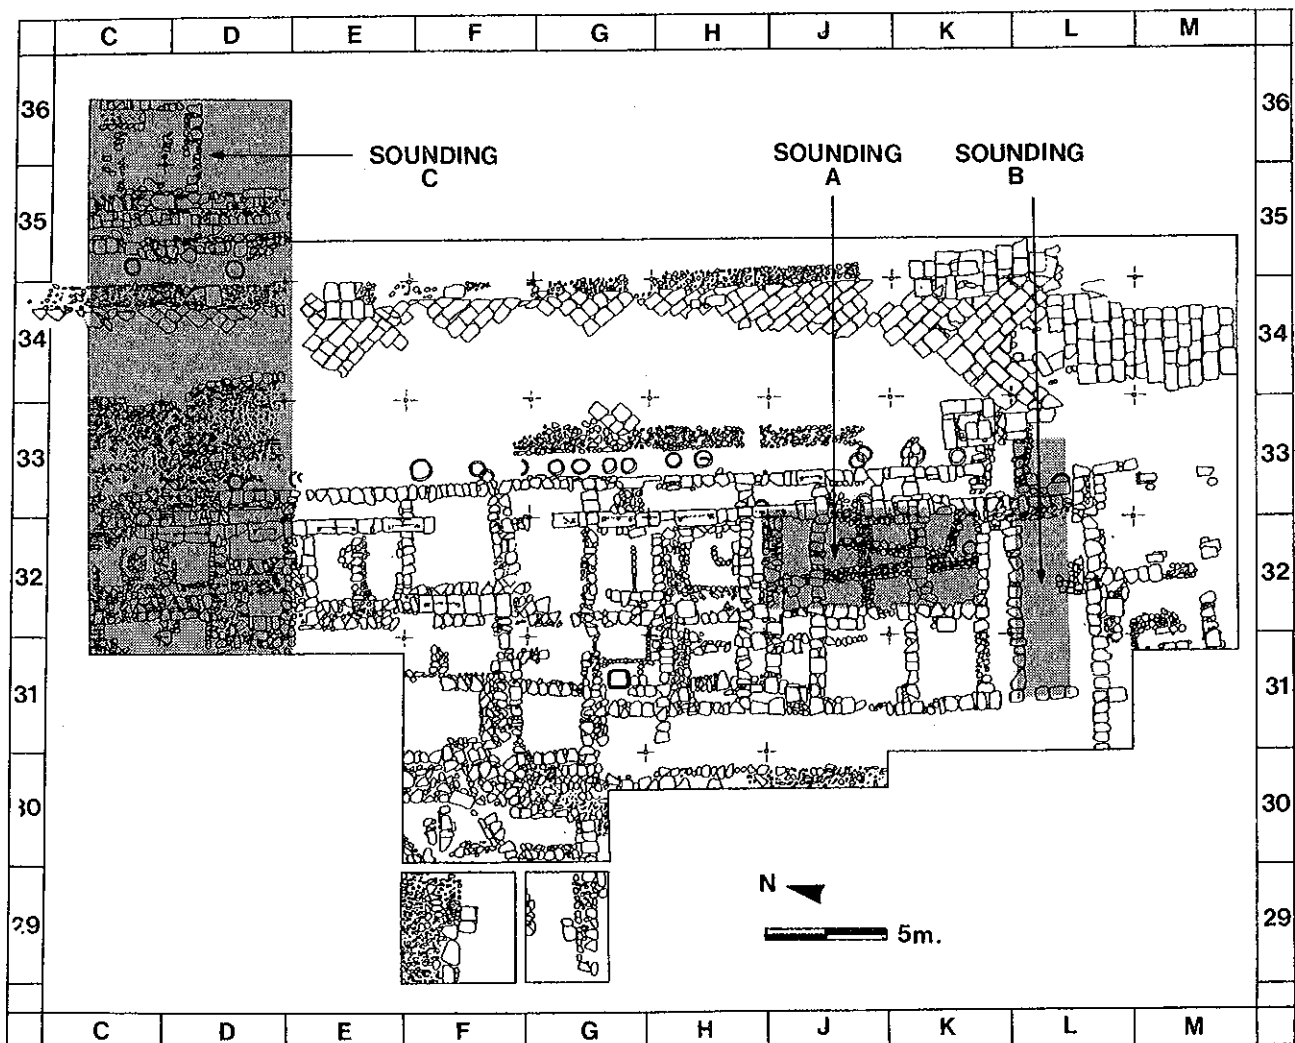 C D E F G H J K L M
36 36
SOUNDING SOUNDING SOUNDING
C A B
35 35
34 34
33 33
32 32
31 31
30 30
N
29 29
5m.
C D E F G H J K L M